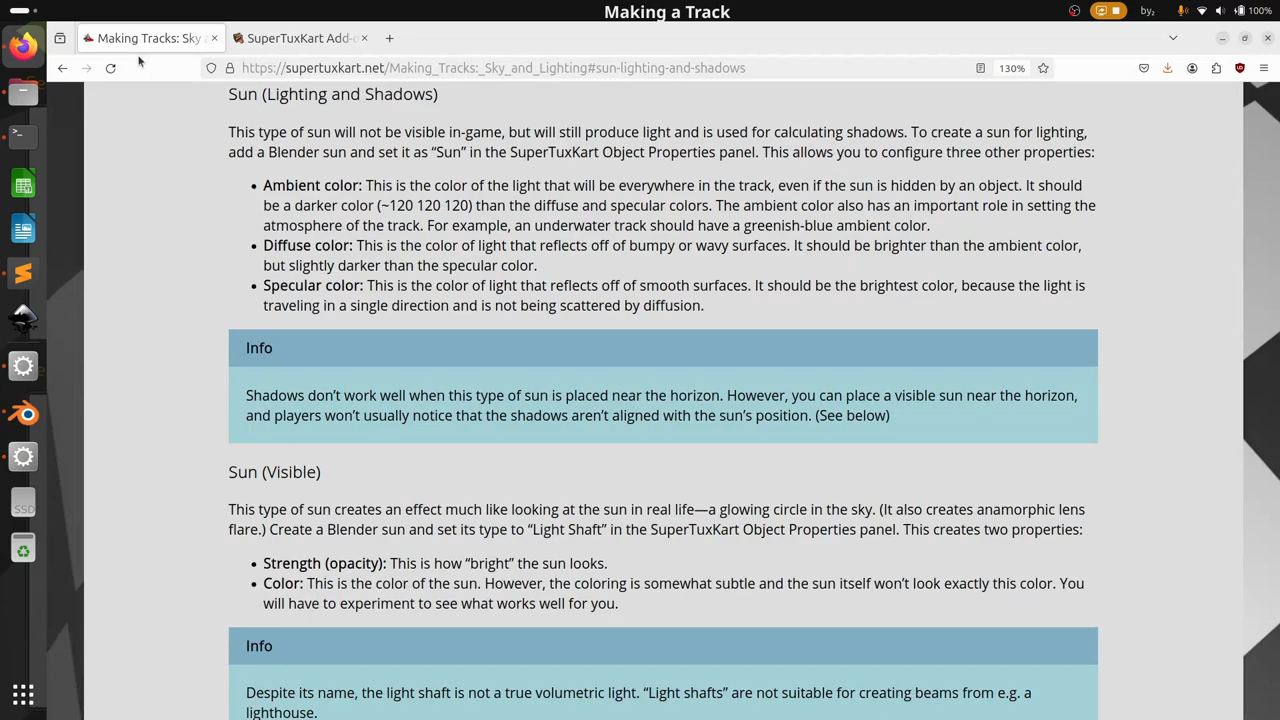 Making a Track
by₂
100%
Making Tracks: Sky a
SuperTuxKart Add-o
https://supertuxkart.net/Making_Tracks:_Sky_and_Lighting#sun-lighting-and-shadows
130%
Sun (Lighting and Shadows)
This type of sun will not be visible in-game, but will still produce light and is used for calculating shadows. To create a sun for lighting,
add a Blender sun and set it as “Sun” in the SuperTuxKart Object Properties panel. This allows you to configure three other properties:
• Ambient color: This is the color of the light that will be everywhere in the track, even if the sun is hidden by an object. It should
be a darker color (~120 120 120) than the diffuse and specular colors. The ambient color also has an important role in setting the
atmosphere of the track. For example, an underwater track should have a greenish-blue ambient color.
• Diffuse color: This is the color of light that reflects off of bumpy or wavy surfaces. It should be brighter than the ambient color,
but slightly darker than the specular color.
• Specular color: This is the color of light that reflects off of smooth surfaces. It should be the brightest color, because the light is
traveling in a single direction and is not being scattered by diffusion.
Info
Shadows don’t work well when this type of sun is placed near the horizon. However, you can place a visible sun near the horizon,
and players won’t usually notice that the shadows aren’t aligned with the sun’s position. (See below)
Sun (Visible)
This type of sun creates an effect much like looking at the sun in real life—a glowing circle in the sky. (It also creates anamorphic lens
flare.) Create a Blender sun and set its type to “Light Shaft” in the SuperTuxKart Object Properties panel. This creates two properties:
• Strength (opacity): This is how “bright” the sun looks.
• Color: This is the color of the sun. However, the coloring is somewhat subtle and the sun itself won’t look exactly this color. You
will have to experiment to see what works well for you.
Info
Despite its name, the light shaft is not a true volumetric light. “Light shafts” are not suitable for creating beams from e.g. a
lighthouse.
SSD